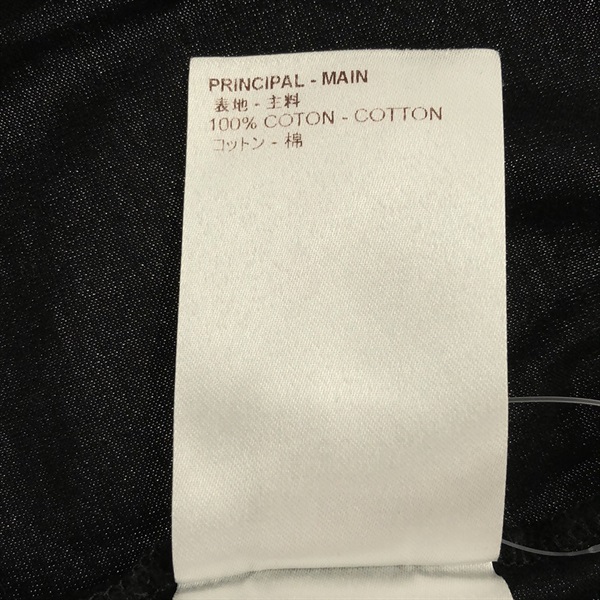 PRINCIPAL - MAIN
表地 - 主料
100% COTON - COTTON
コットン - 棉